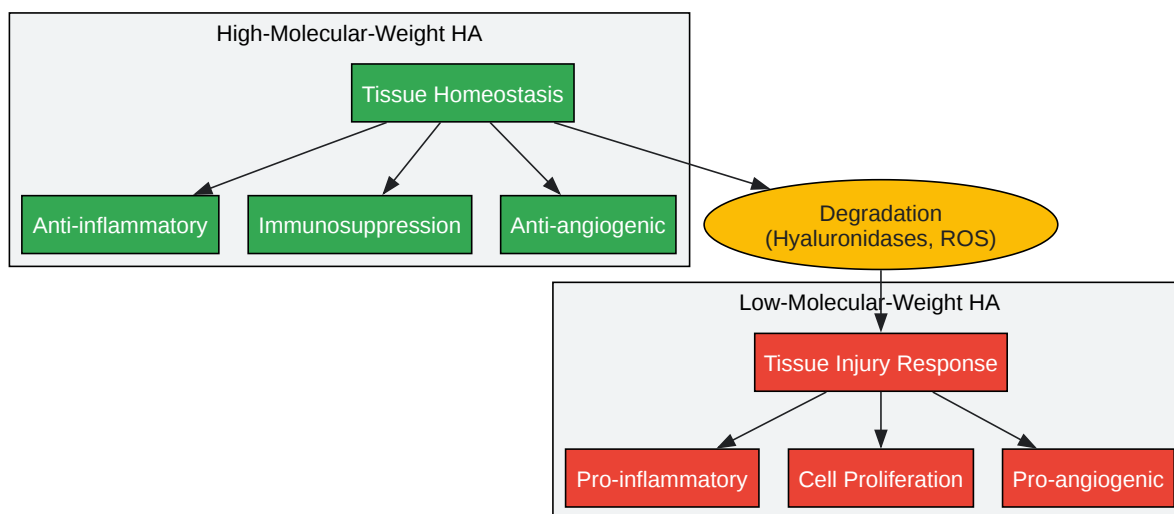 High-Molecular-Weight HA
Tissue Homeostasis
Anti-inflammatory
Immunosuppression
Anti-angiogenic
Degradation
(Hyaluronidases, ROS)
Low-Molecular-Weight HA
Tissue Injury Response
Pro-inflammatory
Cell Proliferation
Pro-angiogenic